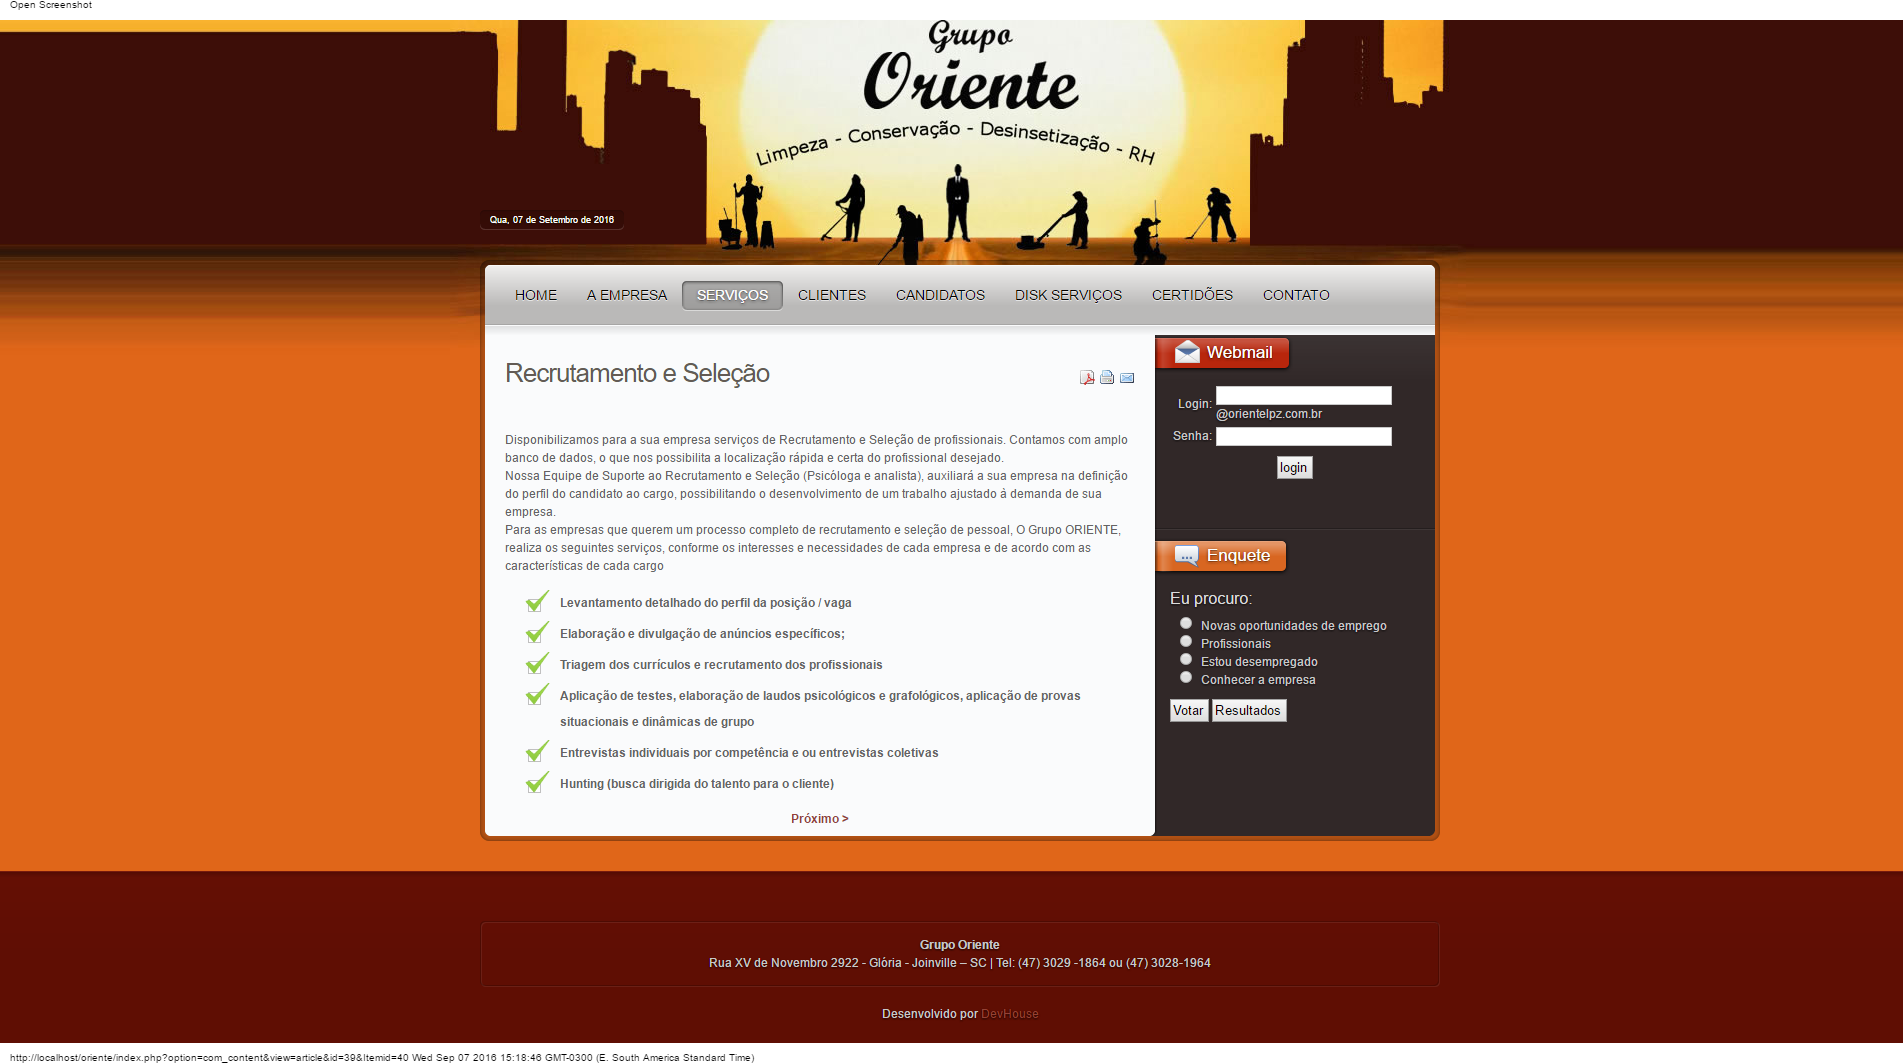 Open Screenshot
Grupo
Oriente
Limpeza - Conservação - Desinsetização - RH
Qua, 07 de Setembro de 2016
HOME A EMPRESA SERVIÇOS CLIENTES CANDIDATOS DISK SERVIÇOS CERTIDÕES CONTATO
Recrutamento e Seleção
Disponibilizamos para a sua empresa serviços de Recrutamento e Seleção de profissionais. Contamos com amplo
banco de dados, o que nos possibilita a localização rápida e certa do profissional desejado.
Nossa Equipe de Suporte ao Recrutamento e Seleção (Psicóloga e analista), auxiliará a sua empresa na definição
do perfil do candidato ao cargo, possibilitando o desenvolvimento de um trabalho ajustado á demanda de sua
empresa.
Para as empresas que querem um processo completo de recrutamento e seleção de pessoal, O Grupo ORIENTE,
realiza os seguintes serviços, conforme os interesses e necessidades de cada empresa e de acordo com as
características de cada cargo
Levantamento detalhado do perfil da posição / vaga
Elaboração e divulgação de anúncios específicos;
Triagem dos currículos e recrutamento dos profissionais
Aplicação de testes, elaboração de laudos psicológicos e grafológicos, aplicação de provas
situacionais e dinâmicas de grupo
Entrevistas individuais por competência e ou entrevistas coletivas
Hunting (busca dirigida do talento para o cliente)
Próximo >
Webmail
Login:
@orientelpz.com.br
Senha:
login
Enquete
Eu procuro:
Novas oportunidades de emprego
Profissionais
Estou desempregado
Conhecer a empresa
Votar Resultados
Grupo Oriente
Rua XV de Novembro 2922 - Glória - Joinville – SC | Tel: (47) 3029 -1864 ou (47) 3028-1964
Desenvolvido por DevHouse
http://localhost/oriente/index.php?option=com_content&view=article&id=39&Itemid=40 Wed Sep 07 2016 15:18:46 GMT-0300 (E. South America Standard Time)